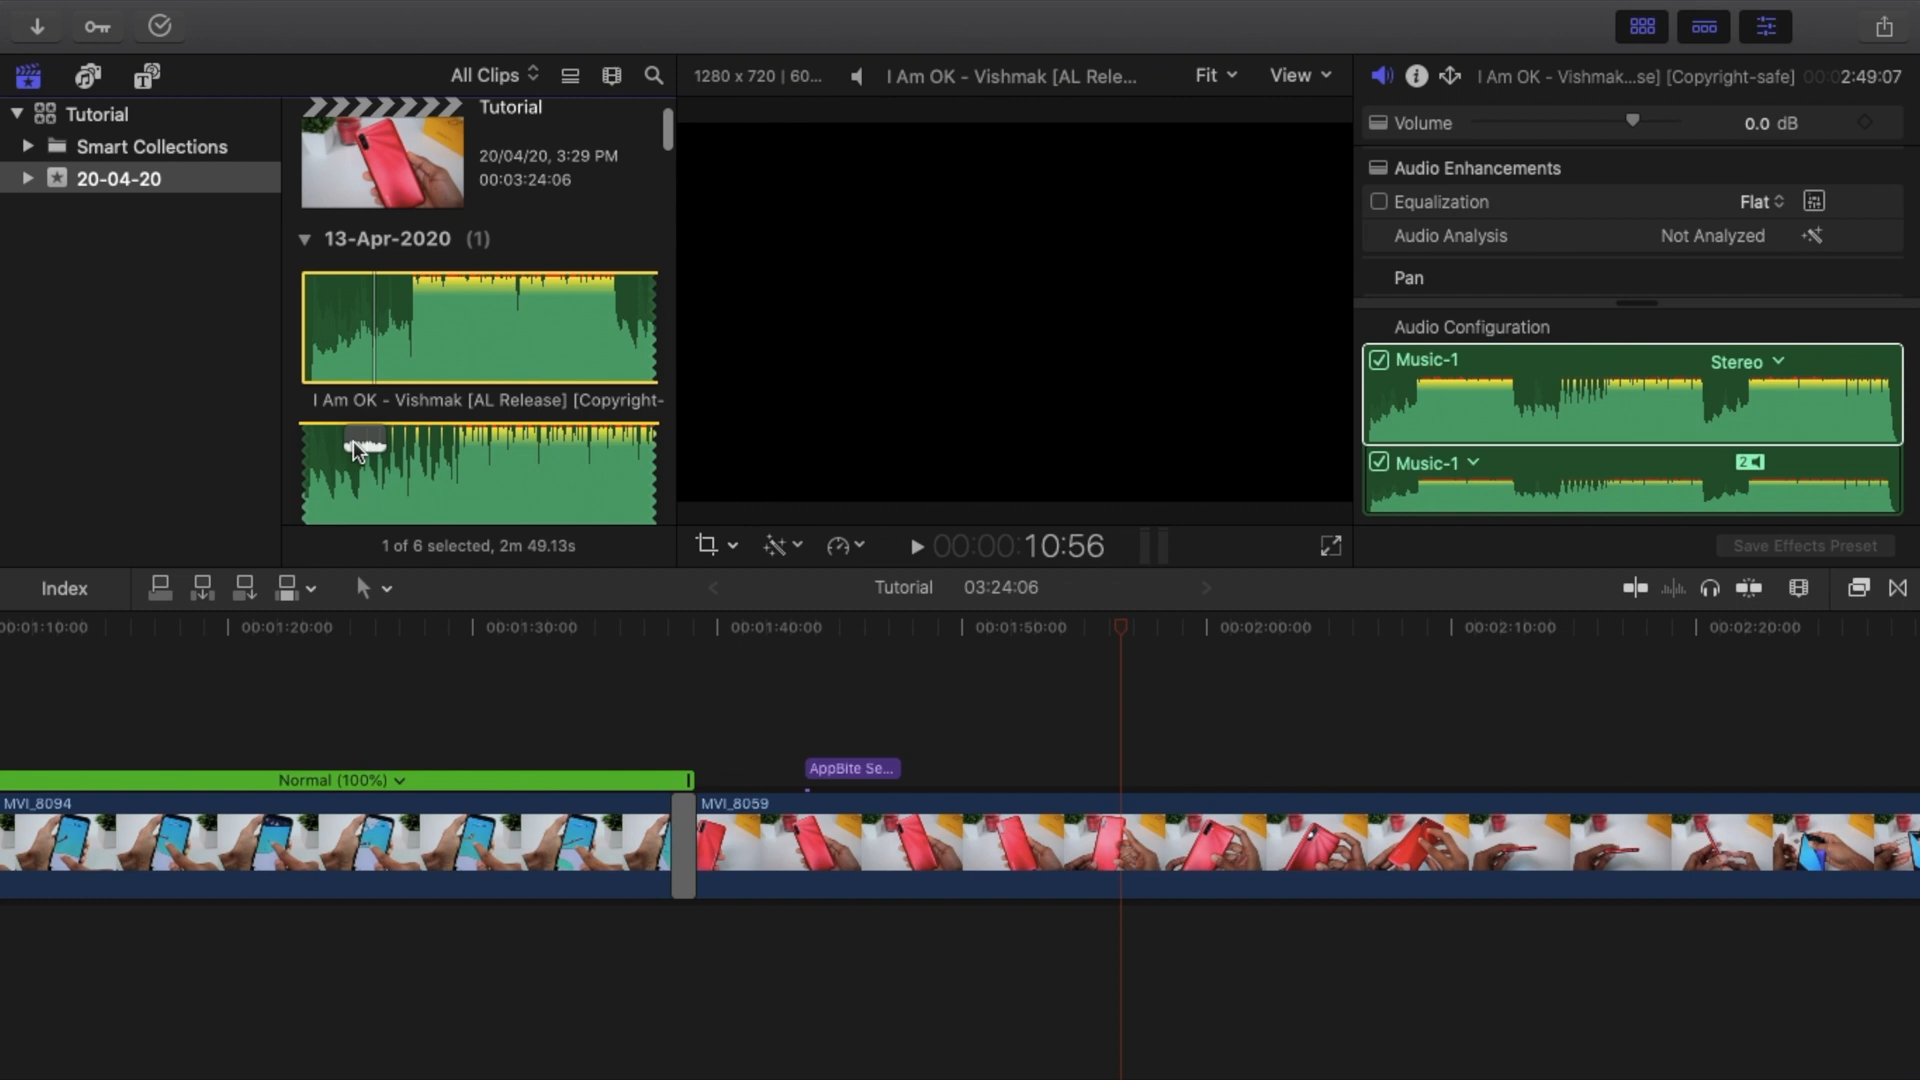 All Clips
1280 x 720 | 60...
I Am OK - Vishmak [AL Rele...
Fit
View
I Am OK - Vishmak...se] [Copyright-safe]
00:02:49:07
Tutorial
Smart Collections
20-04-20
Tutorial
20/04/20, 3:29 PM
00:03:24:06
13-Apr-2020 (1)
I Am OK - Vishmak [AL Release] [Copyright-
1 of 6 selected, 2m 49.13s
00:00:10:56
Volume
0.0 dB
Audio Enhancements
Equalization
Flat
Audio Analysis
Not Analyzed
Pan
Audio Configuration
Music-1
Stereo
Music-1
2
Save Effects Preset
Index
Tutorial
03:24:06
00:01:10:00
00:01:20:00
00:01:30:00
00:01:40:00
00:01:50:00
00:02:00:00
00:02:10:00
00:02:20:00
AppBite Se...
Normal (100%)
MVI_8094
MVI_8059